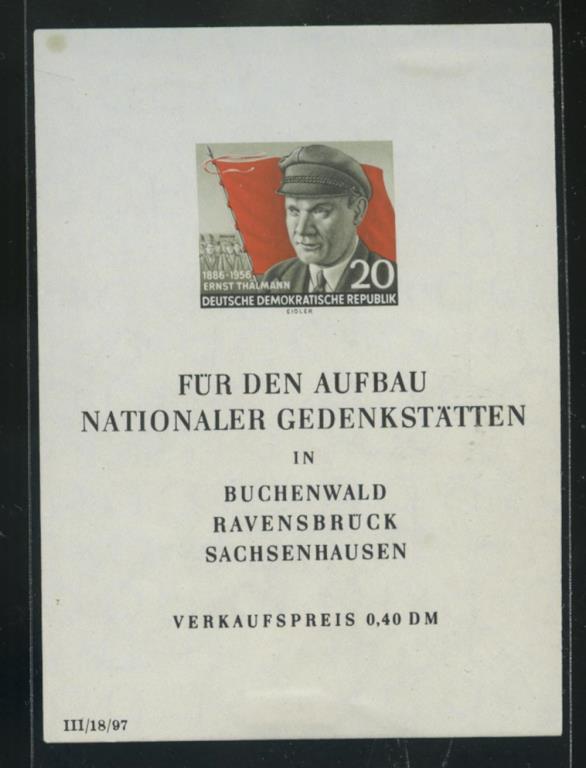 1886-1956
ERNST THÄLMANN
20
DEUTSCHE DEMOKRATISCHE REPUBLIK
EIGLER
FÜR DEN AUFBAU
NATIONALER GEDENKSTÄTTEN
IN
BUCHENWALD
RAVENSBRÜCK
SACHSENHAUSEN
VERKAUFSPREIS 0,40 DM
III/18/97